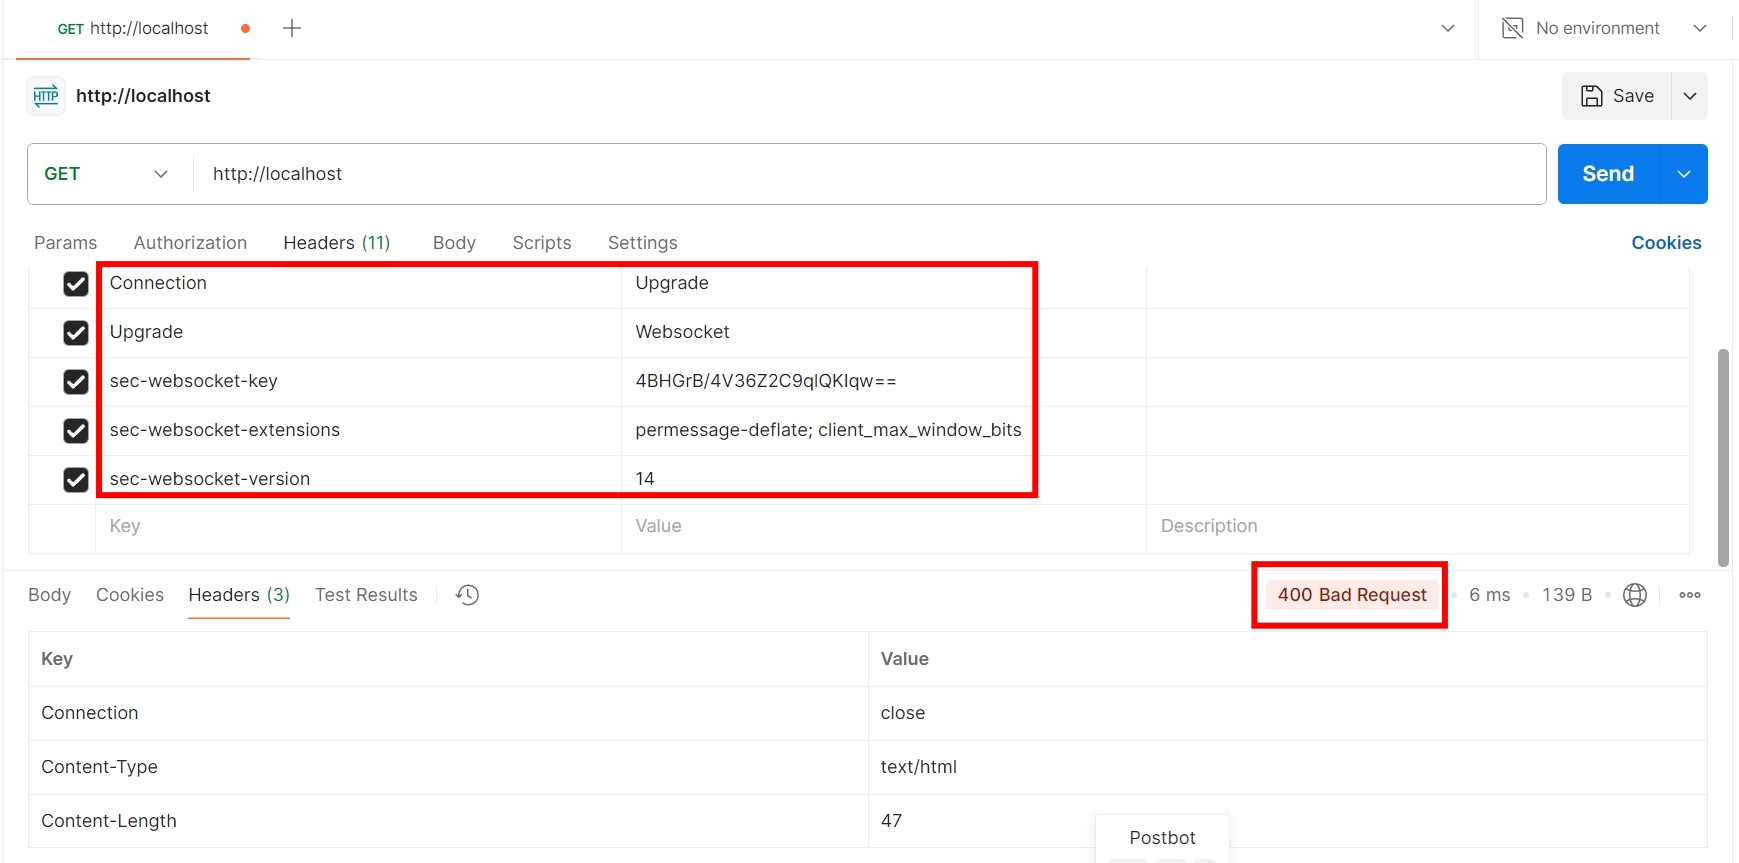 GET http://localhost
No environment
HTTP http://localhost
Save
GET http://localhost Send
Params Authorization Headers (11) Body Scripts Settings Cookies
Connection Upgrade
Upgrade Websocket
sec-websocket-key 4BHGrB/4V36Z2C9qlQKIqw==
sec-websocket-extensions permessage-deflate; client_max_window_bits
sec-websocket-version 14
Key Value Description
Body Cookies Headers (3) Test Results 400 Bad Request 6 ms 139 B
Key Value
Connection close
Content-Type text/html
Content-Length 47
Postbot